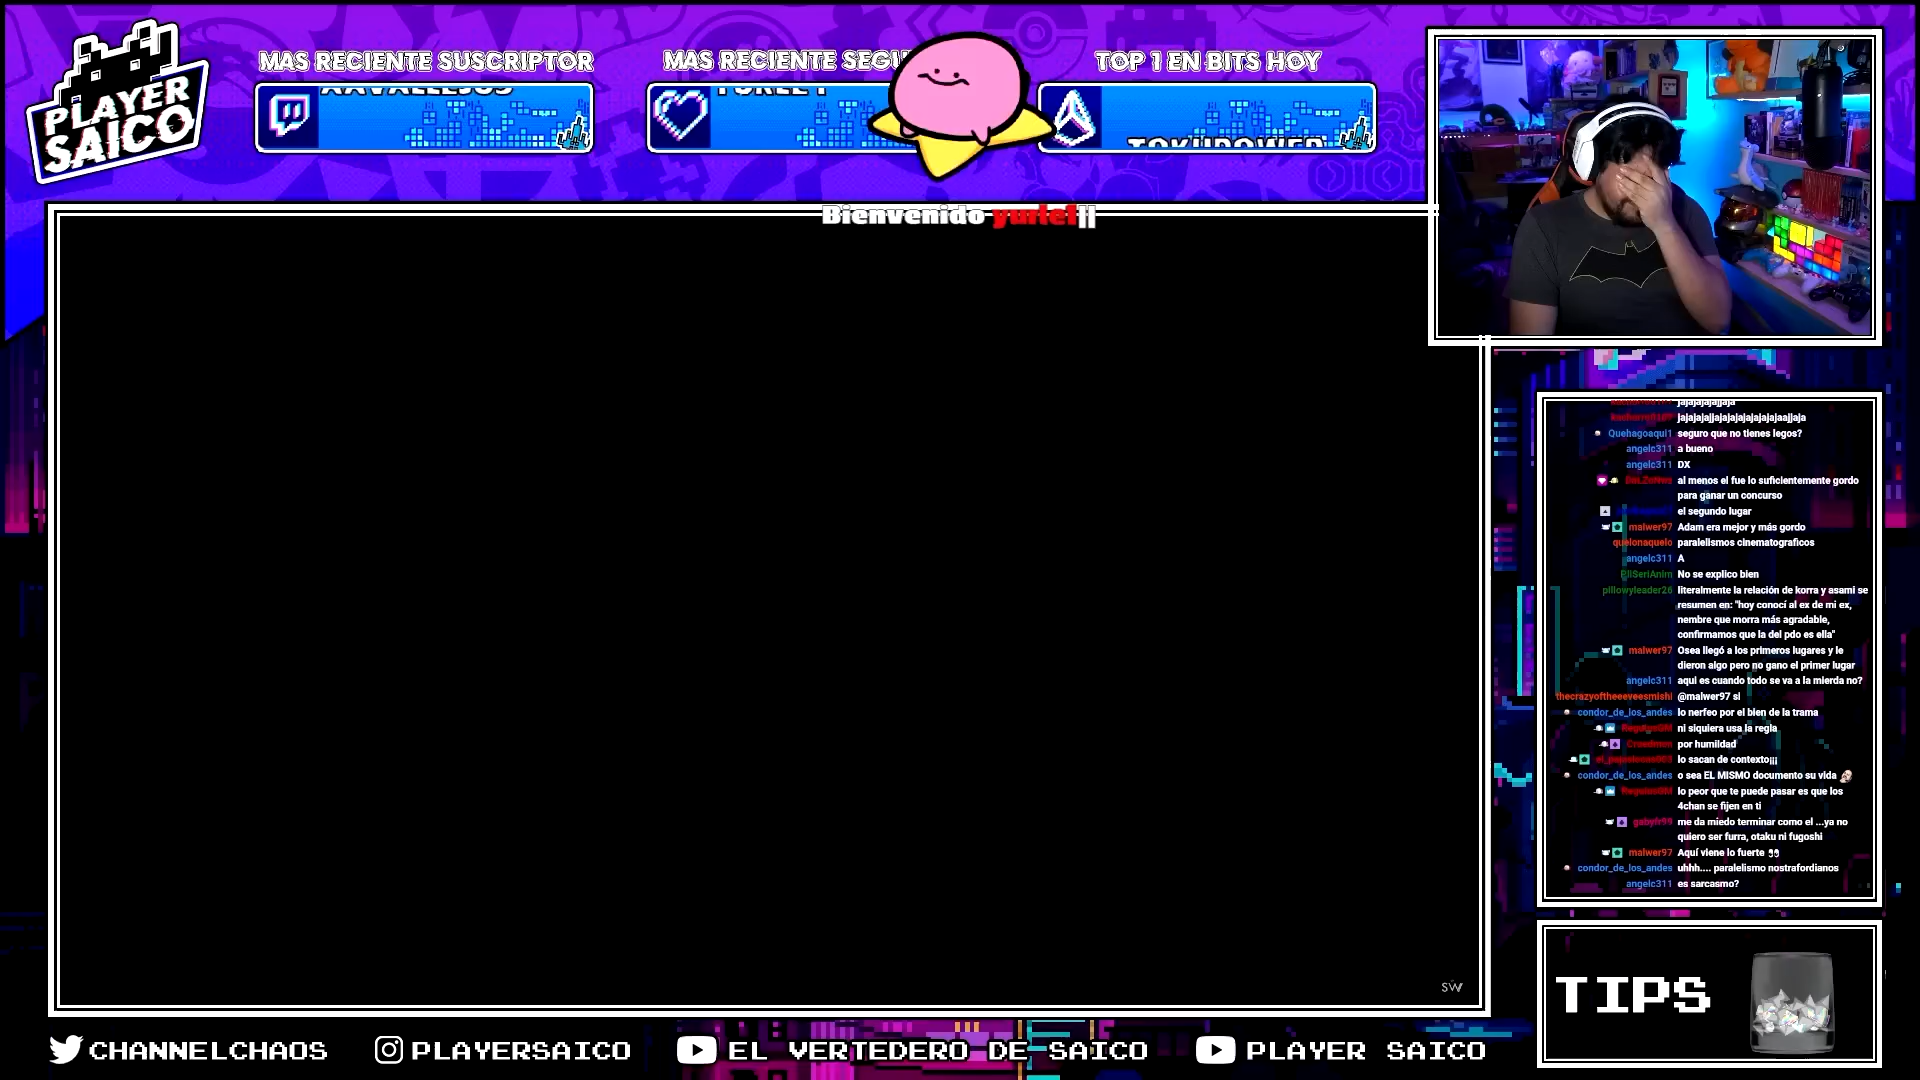 PLAYER
SAICO
MAS RECIENTE SUSCRIPTOR
MAS RECIENTE SEGU
TOP 1 EN BITS HOY
TOKUPOWER
Bienvenido yurlef||
jajajajajjaja
jajajajajjajajajajajajajaajjaja
Quehagoaqui1 seguro que no tienes legos?
angelc311 a bueno
angelc311 DX
al menos el fue lo suficientemente gordo
para ganar un concurso
el segundo lugar
malwer97 Adam era mejor y más gordo
quelonaquelo paralelismos cinematograficos
angelc311 A
PliSeriAnim No se explico bien
pillowyleader26 literalmente la relación de korra y asami se
resumen en: "hoy conocí al ex de mi ex,
nembre que morra más agradable,
confirmamos que la del pdo es ella"
malwer97 Osea llegó a los primeros lugares y le
dieron algo pero no gano el primer lugar
angelc311 aqui es cuando todo se va a la mierda no?
thecrazyoftheeeveesmishi @malwer97 si
condor_de_los_andes lo nerfeo por el bien de la trama
ni siquiera usa la regla
por humildad
lo sacan de contexto¡¡¡
condor_de_los_andes o sea EL MISMO documento su vida
lo peor que te puede pasar es que los
4chan se fijen en ti
gabyfr99 me da miedo terminar como el ...ya no
quiero ser furra, otaku ni fugoshi
malwer97 Aquí viene lo fuerte
condor_de_los_andes uhhh.... paralelismo nostrafordianos
angelc311 es sarcasmo?
SW
TIPS
CHANNELCHAOS
PLAYERSAICO
EL VERTEDERO DE SAICO
PLAYER SAICO